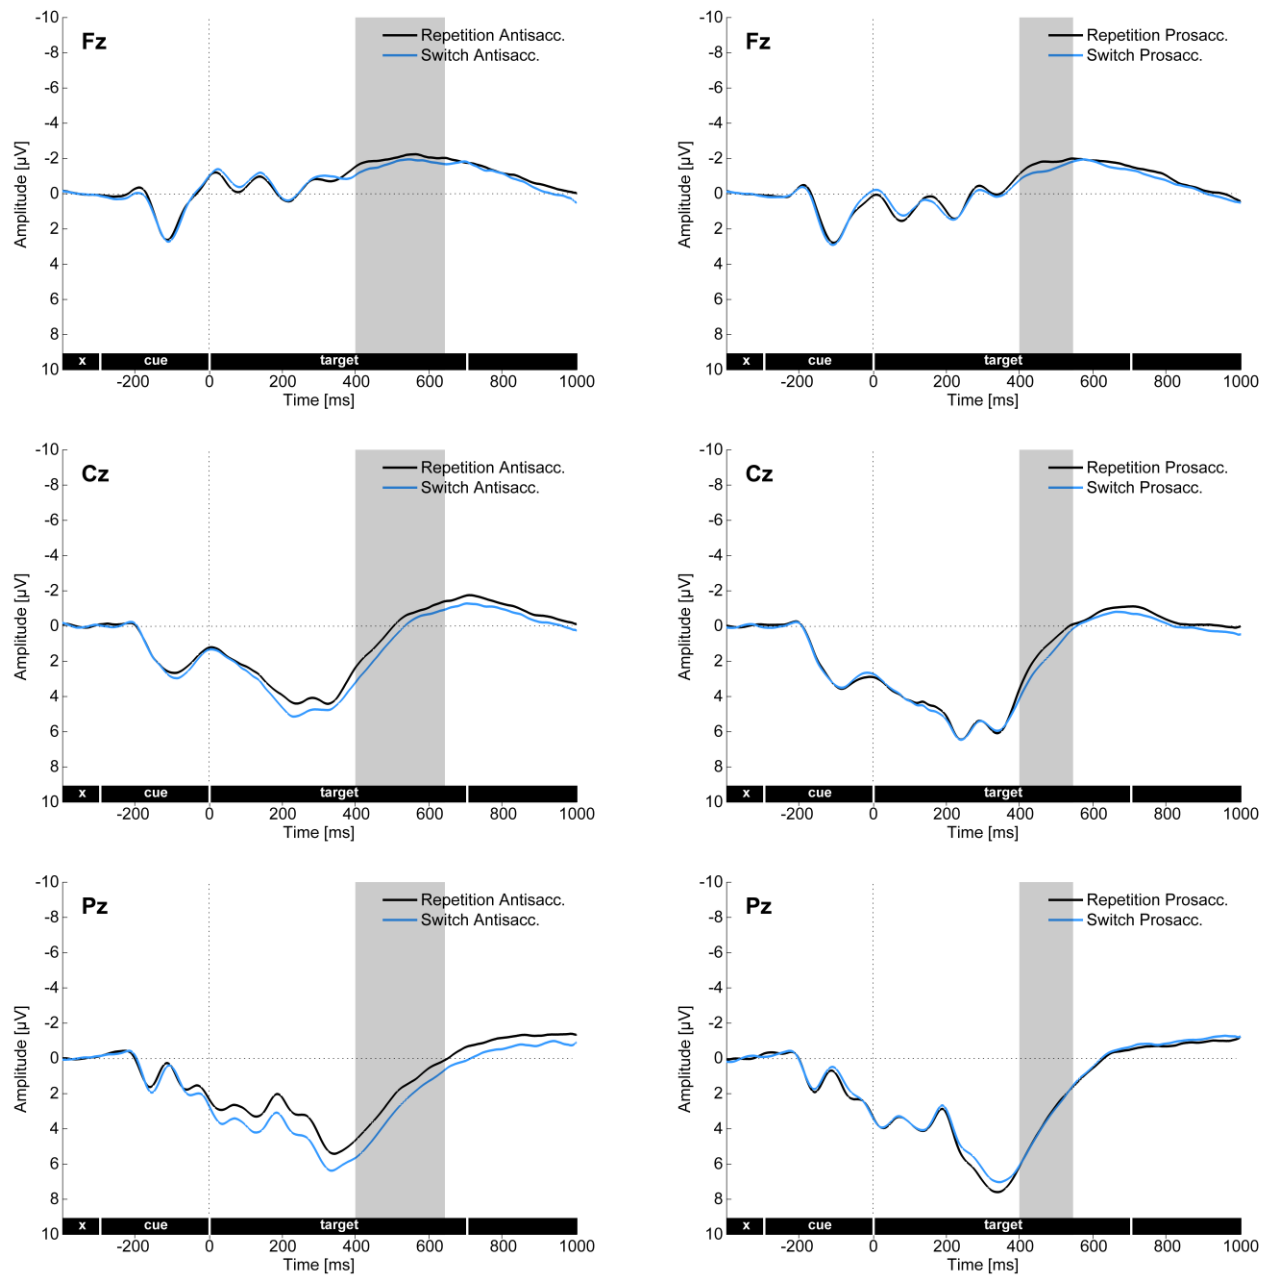 Fz
Repetition Antisacc.
Switch Antisacc.
Amplitude [µV]
-10
-8
-6
-4
-2
0
2
4
6
8
10
x cue target
-200 0 200 400 600 800 1000
Time [ms]
Fz
Repetition Prosacc.
Switch Prosacc.
Amplitude [µV]
-10
-8
-6
-4
-2
0
2
4
6
8
10
x cue target
-200 0 200 400 600 800 1000
Time [ms]
Cz
Repetition Antisacc.
Switch Antisacc.
Amplitude [µV]
-10
-8
-6
-4
-2
0
2
4
6
8
10
x cue target
-200 0 200 400 600 800 1000
Time [ms]
Cz
Repetition Prosacc.
Switch Prosacc.
Amplitude [µV]
-10
-8
-6
-4
-2
0
2
4
6
8
10
x cue target
-200 0 200 400 600 800 1000
Time [ms]
Pz
Repetition Antisacc.
Switch Antisacc.
Amplitude [µV]
-10
-8
-6
-4
-2
0
2
4
6
8
10
x cue target
-200 0 200 400 600 800 1000
Time [ms]
Pz
Repetition Prosacc.
Switch Prosacc.
Amplitude [µV]
-10
-8
-6
-4
-2
0
2
4
6
8
10
x cue target
-200 0 200 400 600 800 1000
Time [ms]